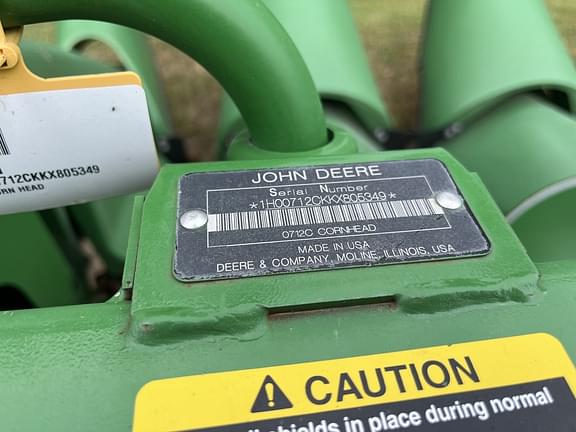 00712CKKX805349
ORN HEAD
JOHN DEERE
Serial Number
*1H00712CKKX805349*
0712C CORNHEAD
MADE IN USA
DEERE & COMPANY, MOLINE, ILLINOIS, USA
CAUTION
shields in place during normal